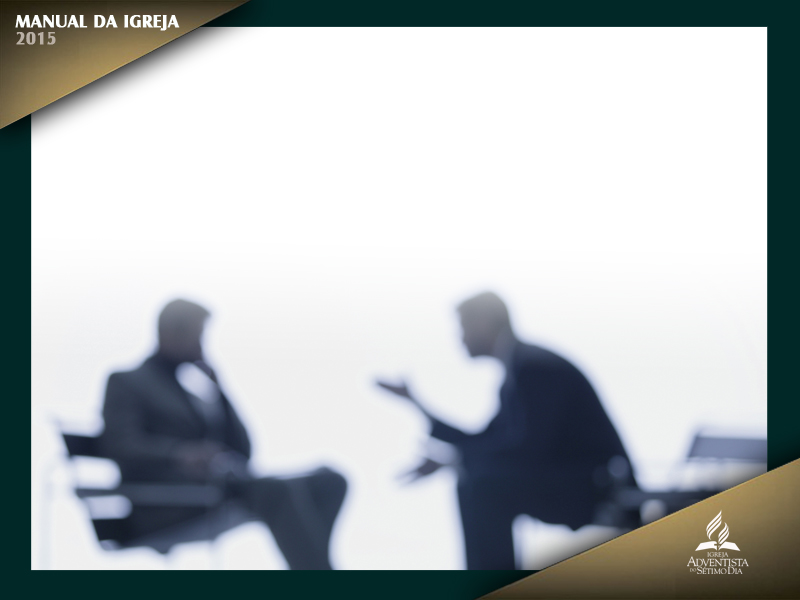 MANUAL DA IGREJA
2015
IGREJA
ADVENTISTA
DO SÉTIMO DIA